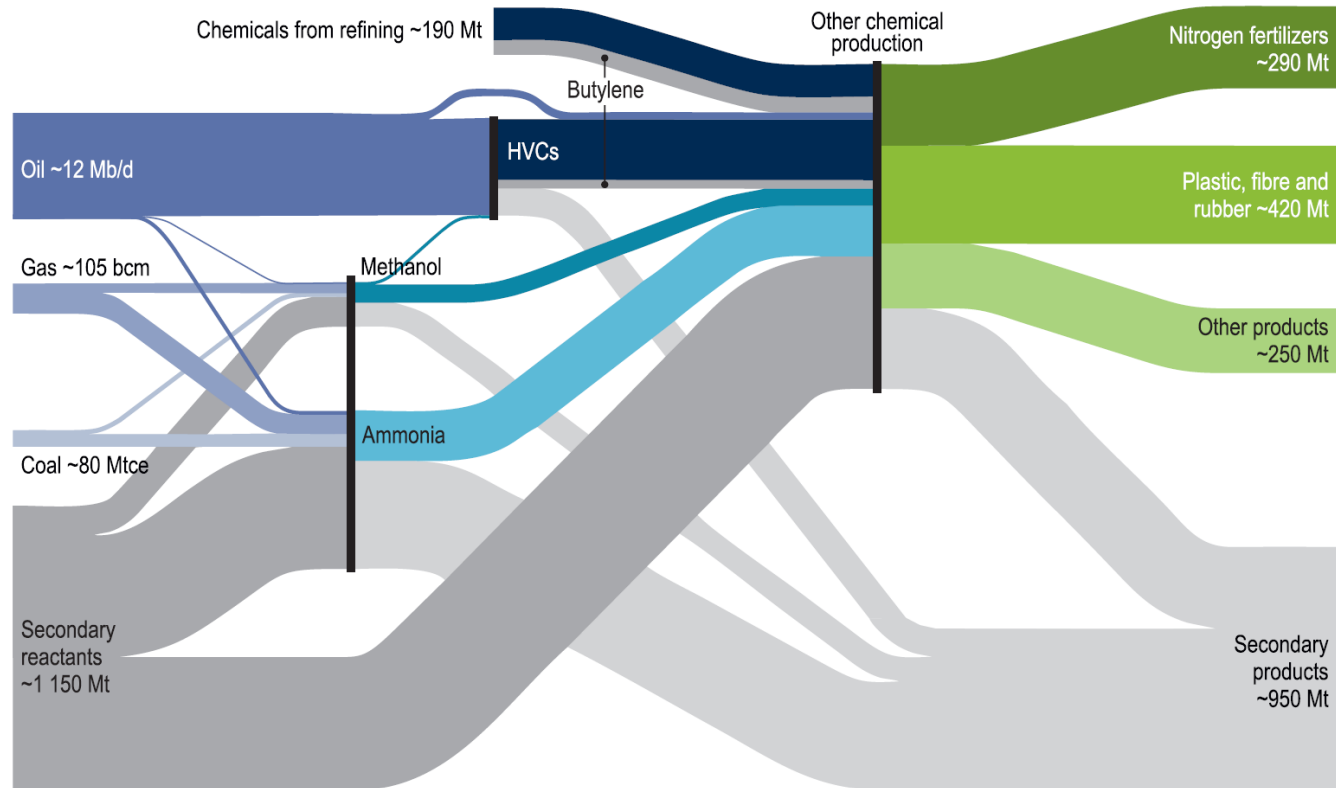 Chemicals from refining ~190 Mt
Other chemical
production
Nitrogen fertilizers
~290 Mt
Butylene
Oil ~12 Mb/d
HVCs
Plastic, fibre and
rubber ~420 Mt
Gas ~105 bcm
Methanol
Other products
~250 Mt
Ammonia
Coal ~80 Mtce
Secondary
reactants
~1 150 Mt
Secondary
products
~950 Mt